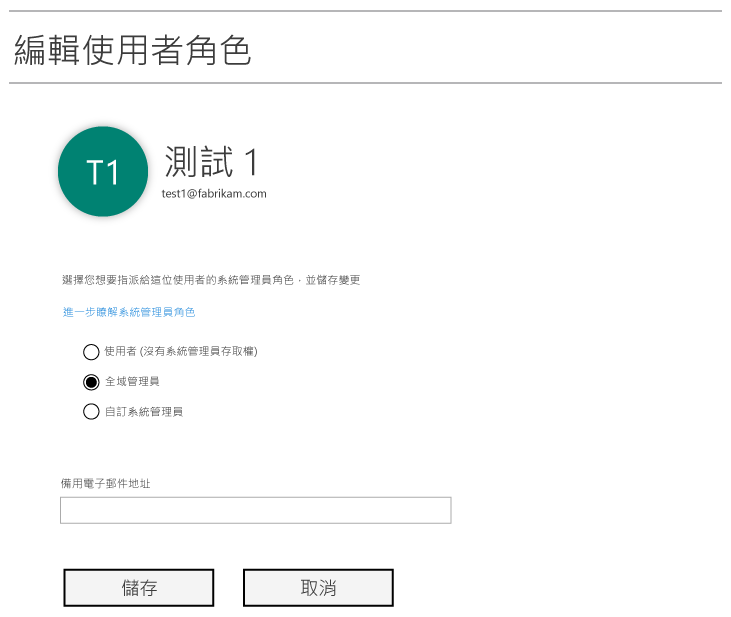 編輯使用者角色
T1
測試 1
test1@fabrikam.com
選擇您想要指派給這位使用者的系統管理員角色，並儲存變更
進一步瞭解系統管理員角色
使用者 (沒有系統管理員存取權)
全域管理員
自訂系統管理員
備用電子郵件地址
儲存
取消